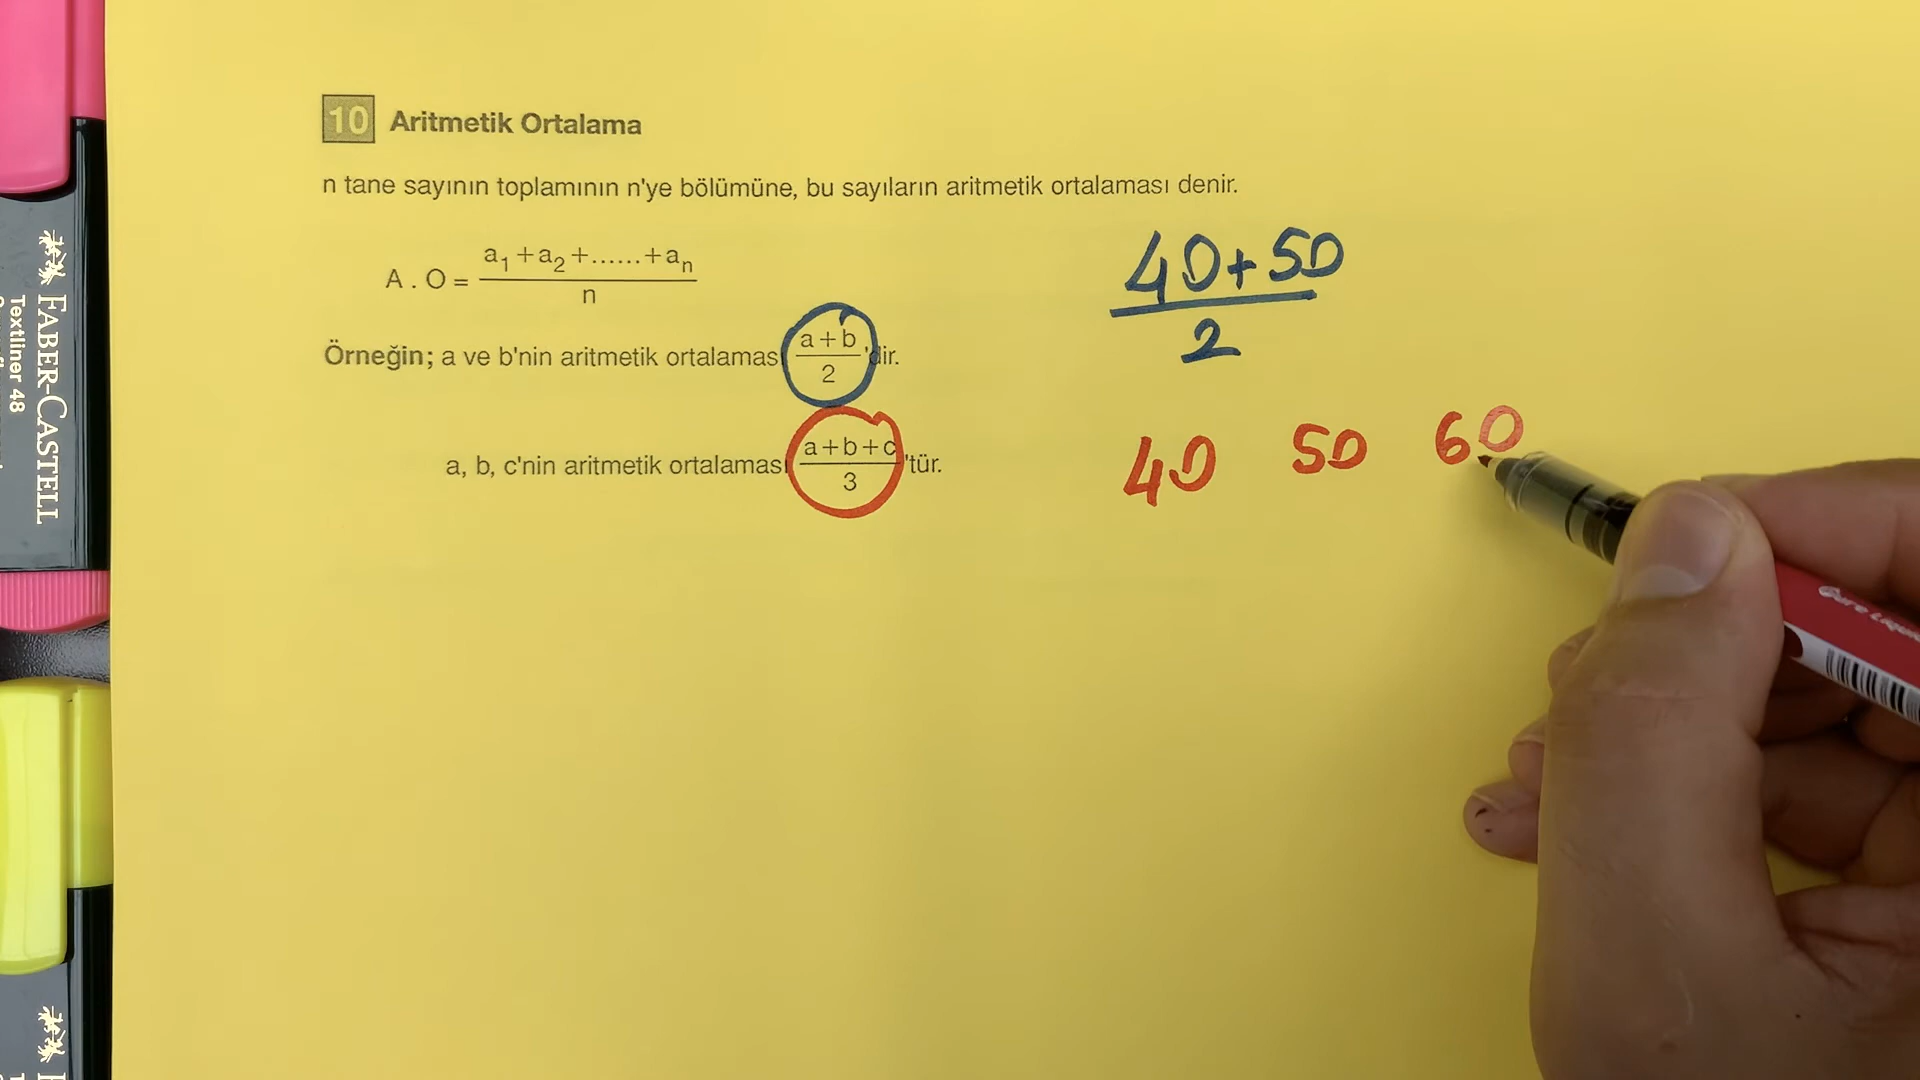 10 Aritmetik Ortalama
n tane sayının toplamının n'ye bölümüne, bu sayıların aritmetik ortalaması denir.
A . O = a₁ +a₂ +......+aₙ / n
Örneğin; a ve b'nin aritmetik ortalaması a+b / 2 'dir.
a, b, c'nin aritmetik ortalaması a+b+c / 3 'tür.
40+50
2
40 50 60
FABER-CASTELL
Textliner 48